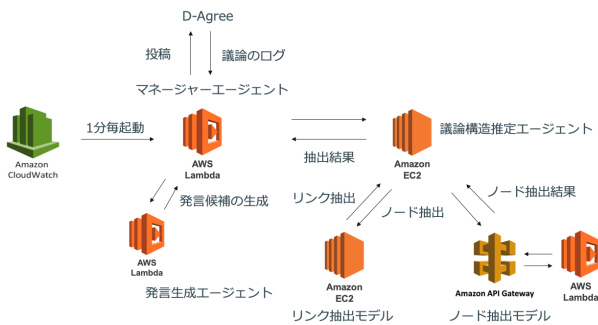 D-Agree
投稿
議論のログ
マネージャーエージェント
1分毎起動
Amazon
CloudWatch
AWS
Lambda
抽出結果
Amazon
EC2
議論構造推定エージェント
発言候補の生成
リンク抽出
ノード抽出
ノード抽出結果
AWS
Lambda
発言生成エージェント
Amazon
EC2
リンク抽出モデル
Amazon API Gateway
ノード抽出モデル
AWS
Lambda